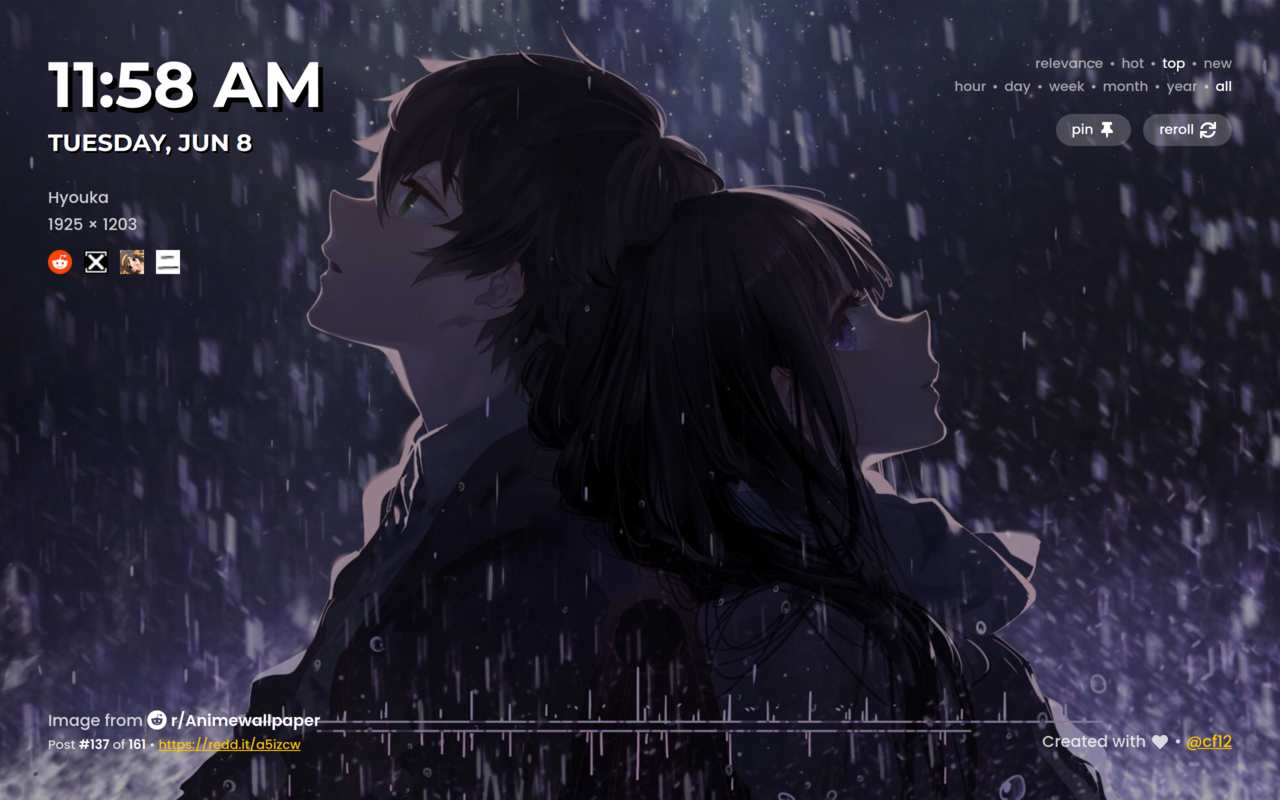 11:58 AM
TUESDAY, JUN 8
Hyouka
1925 × 1203
relevance • hot • top • new
hour • day • week • month • year • all
pin
reroll
Image from r/Animewallpaper
Post #137 of 161 • https://redd.it/a5izcw
Created with • @cf12